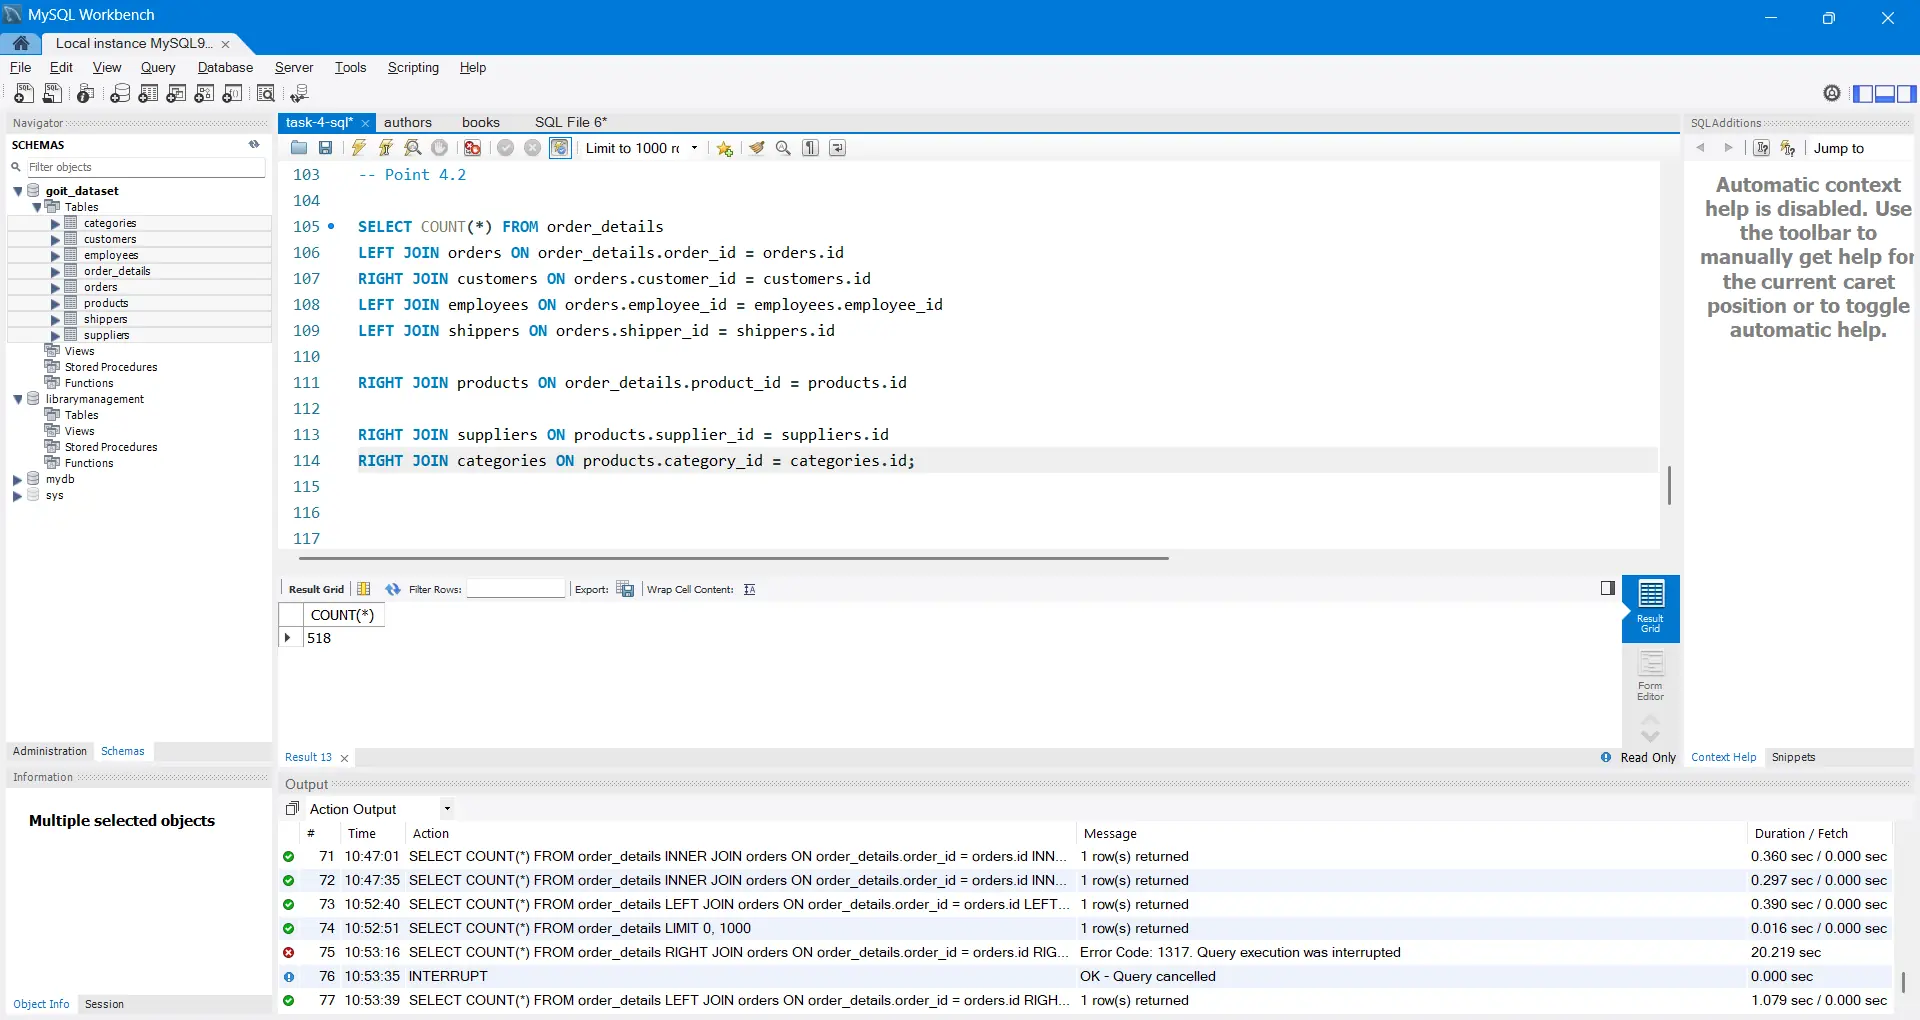 MySQL Workbench
Local instance MySQL9...
File Edit View Query Database Server Tools Scripting Help
Navigator
SCHEMAS
Filter objects
goit_dataset
Tables
categories
customers
employees
order_details
orders
products
shippers
suppliers
Views
Stored Procedures
Functions
librarymanagement
Tables
Views
Stored Procedures
Functions
mydb
sys
Administration Schemas
Information
Multiple selected objects
Object Info Session
task-4-sql* authors books SQL File 6*
Limit to 1000 rc
103 -- Point 4.2
104
105 SELECT COUNT(*) FROM order_details
106 LEFT JOIN orders ON order_details.order_id = orders.id
107 RIGHT JOIN customers ON orders.customer_id = customers.id
108 LEFT JOIN employees ON orders.employee_id = employees.employee_id
109 LEFT JOIN shippers ON orders.shipper_id = shippers.id
110
111 RIGHT JOIN products ON order_details.product_id = products.id
112
113 RIGHT JOIN suppliers ON products.supplier_id = suppliers.id
114 RIGHT JOIN categories ON products.category_id = categories.id;
115
116
117
Result Grid Filter Rows: Export: Wrap Cell Content:
COUNT(*)
518
Result Grid
Form Editor
Result 13 Read Only
SQLAdditions
Jump to
Automatic context
help is disabled. Use
the toolbar to
manually get help for
the current caret
position or to toggle
automatic help.
Context Help Snippets
Output
Action Output
# Time Action Message Duration / Fetch
71 10:47:01 SELECT COUNT(*) FROM order_details INNER JOIN orders ON order_details.order_id = orders.id INN... 1 row(s) returned 0.360 sec / 0.000 sec
72 10:47:35 SELECT COUNT(*) FROM order_details INNER JOIN orders ON order_details.order_id = orders.id INN... 1 row(s) returned 0.297 sec / 0.000 sec
73 10:52:40 SELECT COUNT(*) FROM order_details LEFT JOIN orders ON order_details.order_id = orders.id LEFT... 1 row(s) returned 0.390 sec / 0.000 sec
74 10:52:51 SELECT COUNT(*) FROM order_details LIMIT 0, 1000 1 row(s) returned 0.016 sec / 0.000 sec
75 10:53:16 SELECT COUNT(*) FROM order_details RIGHT JOIN orders ON order_details.order_id = orders.id RIG... Error Code: 1317. Query execution was interrupted 20.219 sec
76 10:53:35 INTERRUPT OK - Query cancelled 0.000 sec
77 10:53:39 SELECT COUNT(*) FROM order_details LEFT JOIN orders ON order_details.order_id = orders.id RIGH... 1 row(s) returned 1.079 sec / 0.000 sec